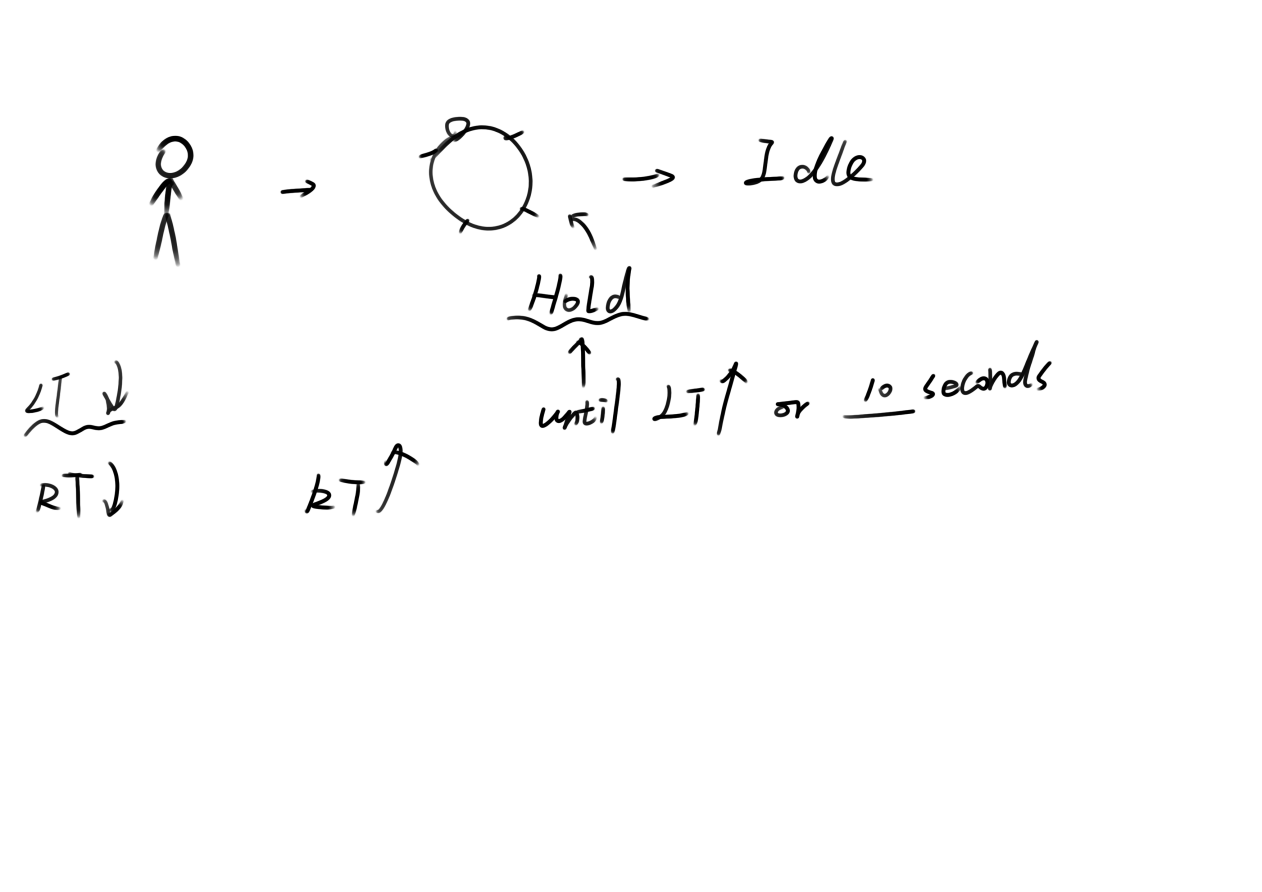 → → Idle
Hold
LT↓ until LT↑ or 10 seconds
RT↓ RT↑